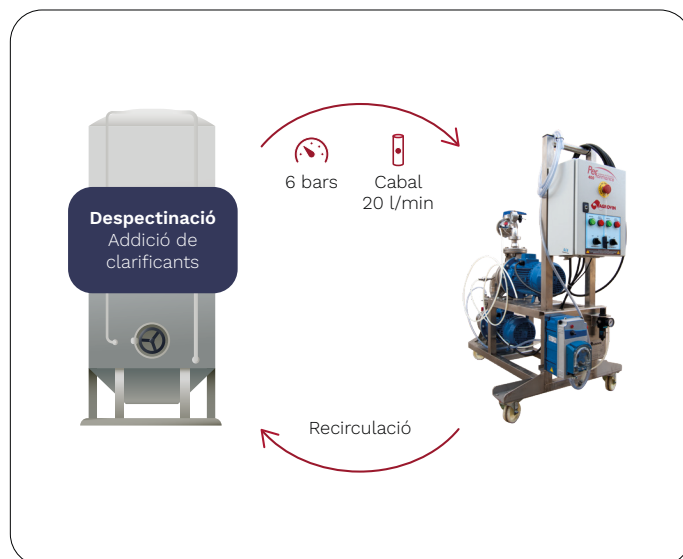 Despectinació
Addició de
clarificants
6 bars
Cabal
20 l/min
Recirculació